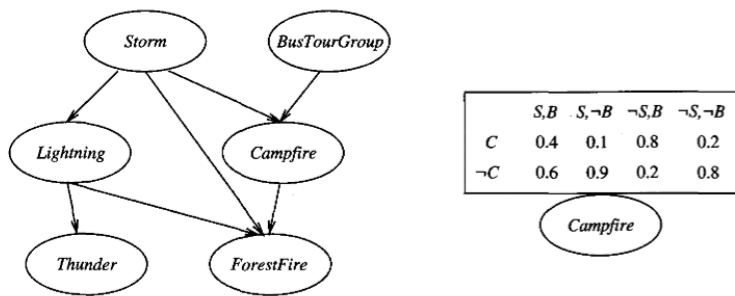 Storm BusTourGroup
Lightning Campfire
Thunder ForestFire
S,B S,¬B ¬S,B ¬S,¬B
C 0.4 0.1 0.8 0.2
¬C 0.6 0.9 0.2 0.8
Campfire